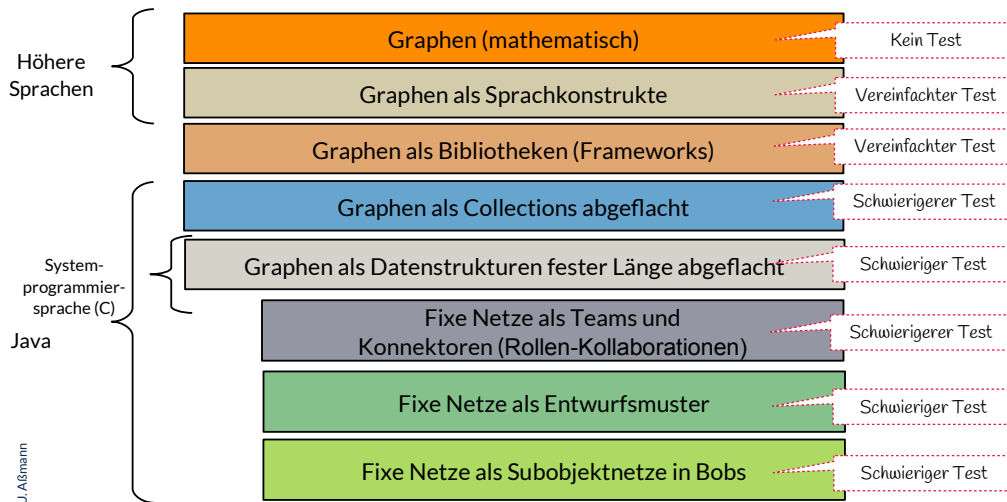 Höhere
Sprachen
Graphen (mathematisch)
Kein Test
Graphen als Sprachkonstrukte
Vereinfachter Test
Graphen als Bibliotheken (Frameworks)
Vereinfachter Test
Graphen als Collections abgeflacht
Schwierigerer Test
System-
programmier-
sprache (C)
Graphen als Datenstrukturen fester Länge abgeflacht
Schwieriger Test
Java
Fixe Netze als Teams und
Konnektoren (Rollen-Kollaborationen)
Schwierigerer Test
Fixe Netze als Entwurfsmuster
Schwieriger Test
Fixe Netze als Subobjektnetze in Bobs
Schwieriger Test
U. Aßmann